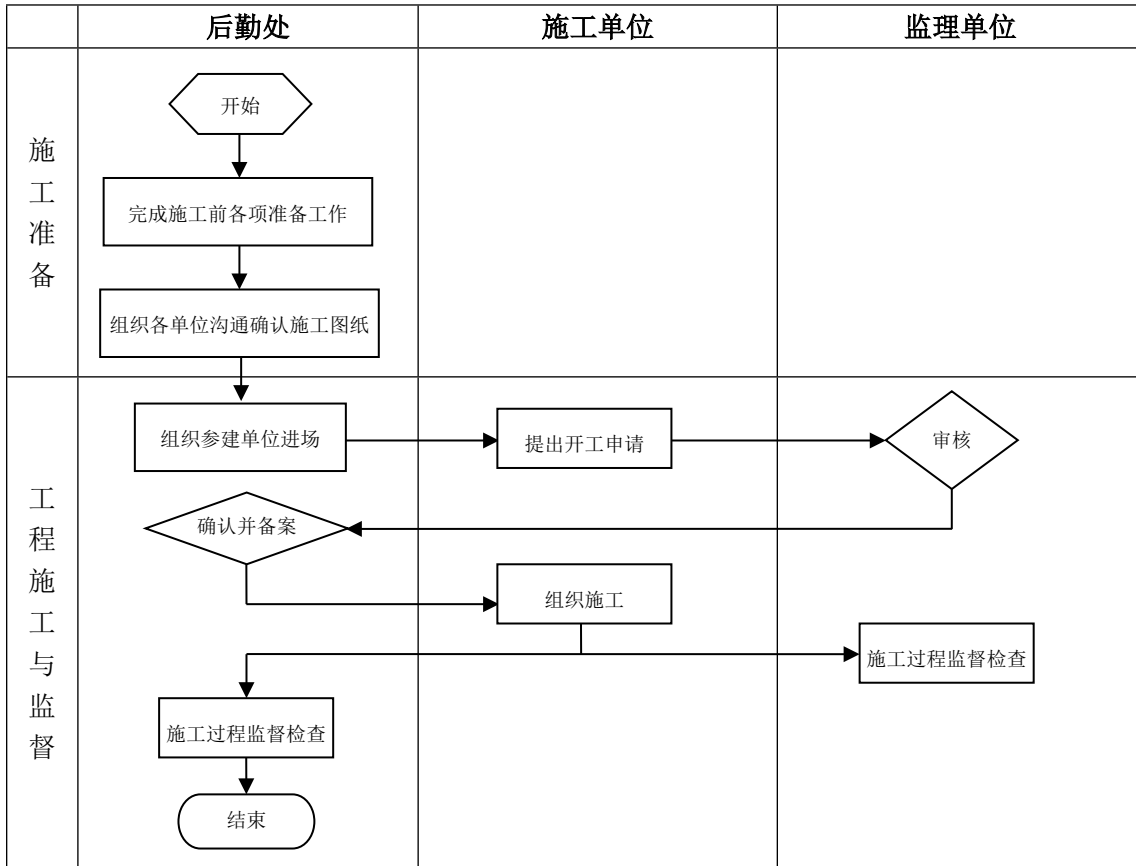 后勤处
施工单位
监理单位
施工准备
开始
完成施工前各项准备工作
组织各单位沟通确认施工图纸
工程施工与监督
组织参建单位进场
提出开工申请
审核
确认并备案
组织施工
施工过程监督检查
施工过程监督检查
结束